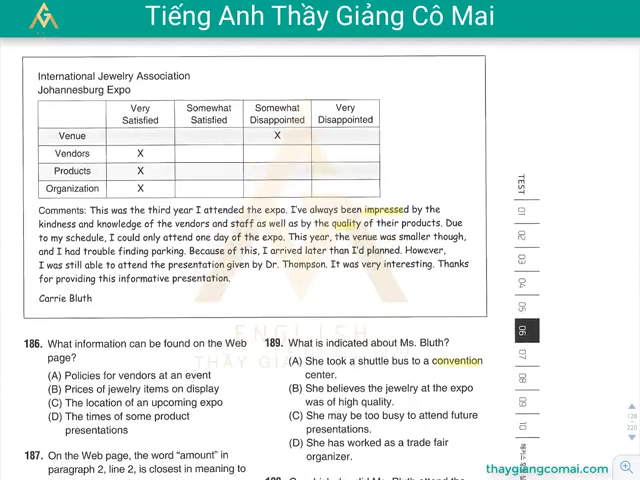 Tiếng Anh Thầy Giảng Cô Mai
International Jewelry Association
Johannesburg Expo
Very Satisfied
Somewhat Satisfied
Somewhat Disappointed
Very Disappointed
Venue X
Vendors X
Products X
Organization X
Comments: This was the third year I attended the expo. I've always been impressed by the
kindness and knowledge of the vendors and staff as well as by the quality of their products. Due
to my schedule, I could only attend one day of the expo. This year, the venue was smaller though,
and I had trouble finding parking. Because of this, I arrived later than I'd planned. However,
I was still able to attend the presentation given by Dr. Thompson. It was very interesting. Thanks
for providing this informative presentation.
Carrie Bluth
ENGLISH
186. What information can be found on the Web
page?
(A) Policies for vendors at an event
(B) Prices of jewelry items on display
(C) The location of an upcoming expo
(D) The times of some product
presentations
187. On the Web page, the word "amount" in
paragraph 2, line 2, is closest in meaning to
189. What is indicated about Ms. Bluth?
(A) She took a shuttle bus to a convention
center.
(B) She believes the jewelry at the expo
was of high quality.
(C) She may be too busy to attend future
presentations.
(D) She has worked as a trade fair
organizer.
TEST
01
02
03
04
05
06
07
08
09
10
128
220
thaygiangcomai.com